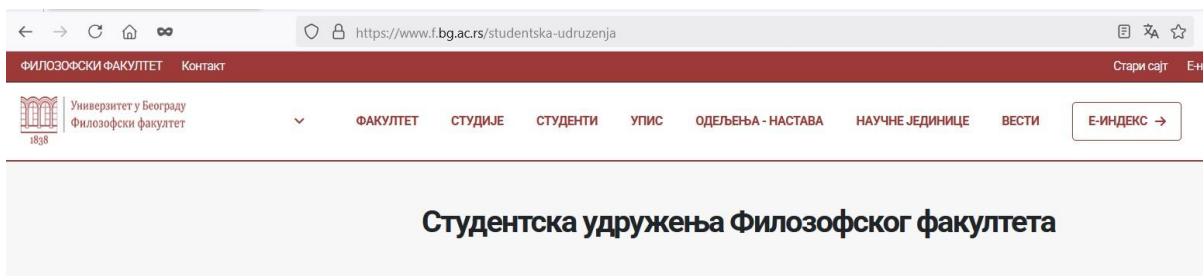 https://www.f.bg.ac.rs/studentska-udruzenja
ФИЛОЗОФСКИ ФАКУЛТЕТ Контакт Стари сајт
Универзитет у Београду
Филозофски факултет
1838
ФАКУЛТЕТ СТУДИЈЕ СТУДЕНТИ УПИС ОДЕЉЕЊА - НАСТАВА НАУЧНЕ ЈЕДИНИЦЕ ВЕСТИ Е-ИНДЕКС →
Студентска удружења Филозофског факултета